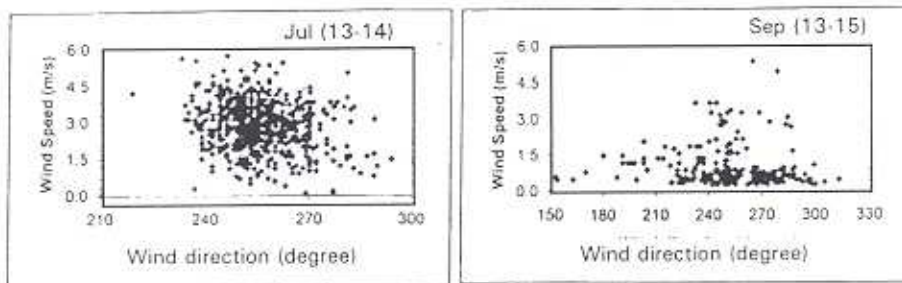 Jul (13-14)
Wind Speed (m/s)
6.0
4.5
3.0
1.5
0.0
210 240 270 300
Wind direction (degree)
Sep (13-15)
Wind Speed (m/s)
6.0
4.5
3.0
1.5
0.0
150 180 210 240 270 300 330
Wind direction (degree)